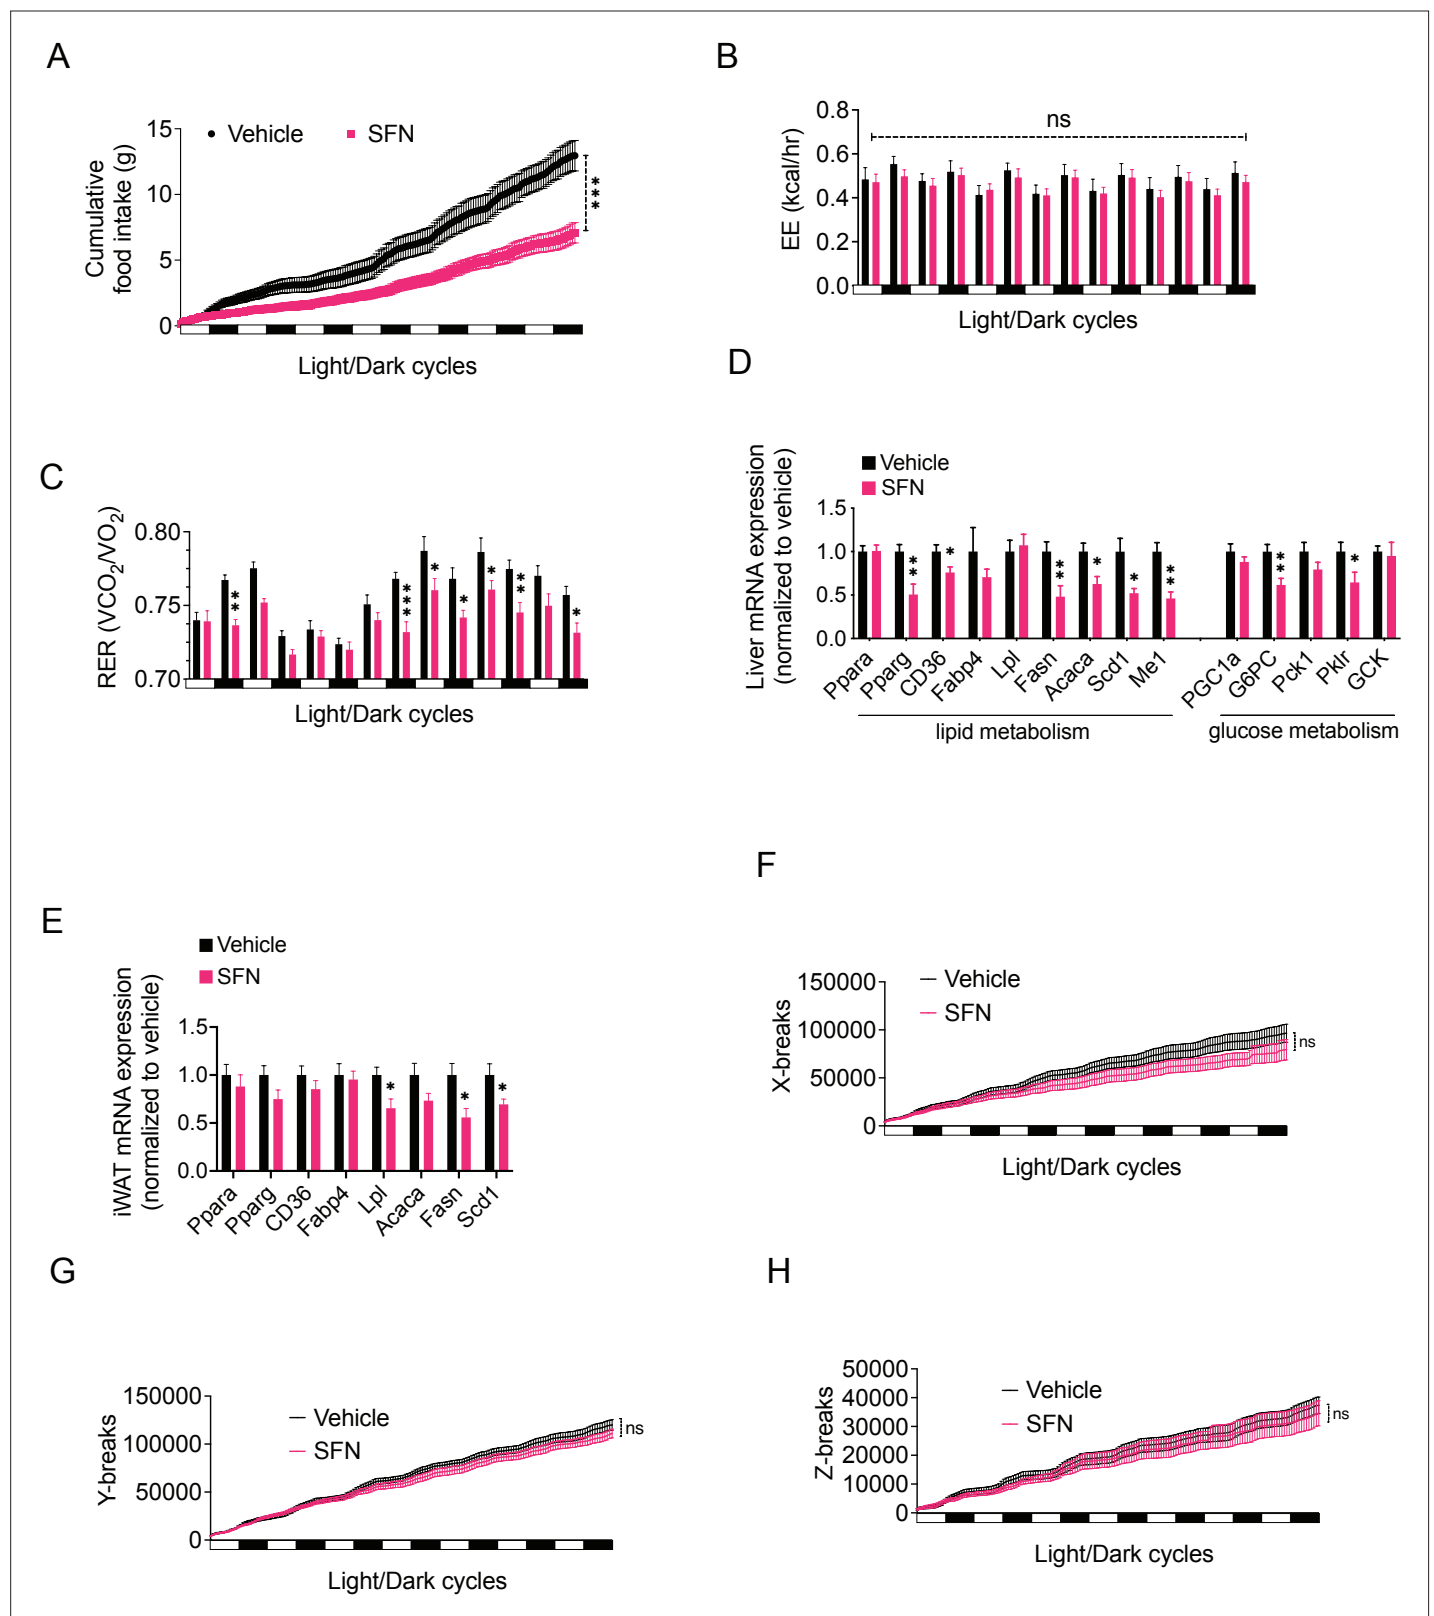 A
Vehicle
SFN
15
10
5
0
Cumulative
food intake (g)
***
Light/Dark cycles
B
0.8
0.6
0.4
0.2
0.0
EE (kcal/hr)
ns
Light/Dark cycles
C
0.80
0.75
0.70
RER (VCO2/VO2)
**
***
*
*
*
**
*
Light/Dark cycles
D
Vehicle
SFN
Liver mRNA expression
(normalized to vehicle)
1.5
1.0
0.5
0.0
**
*
**
*
*
**
**
*
Ppara
Pparg
CD36
Fabp4
Lpl
Fasn
Acaca
Scd1
Me1
PGC1a
G6PC
Pck1
Pklr
GCK
lipid metabolism
glucose metabolism
E
Vehicle
SFN
iWAT mRNA expression
(normalized to vehicle)
1.5
1.0
0.5
0.0
*
*
*
Ppara
Pparg
CD36
Fabp4
Lpl
Acaca
Fasn
Scd1
F
Vehicle
SFN
150000
100000
50000
0
X-breaks
ns
Light/Dark cycles
G
Vehicle
SFN
150000
100000
50000
0
Y-breaks
ns
Light/Dark cycles
H
Vehicle
SFN
50000
40000
30000
20000
10000
0
Z-breaks
ns
Light/Dark cycles